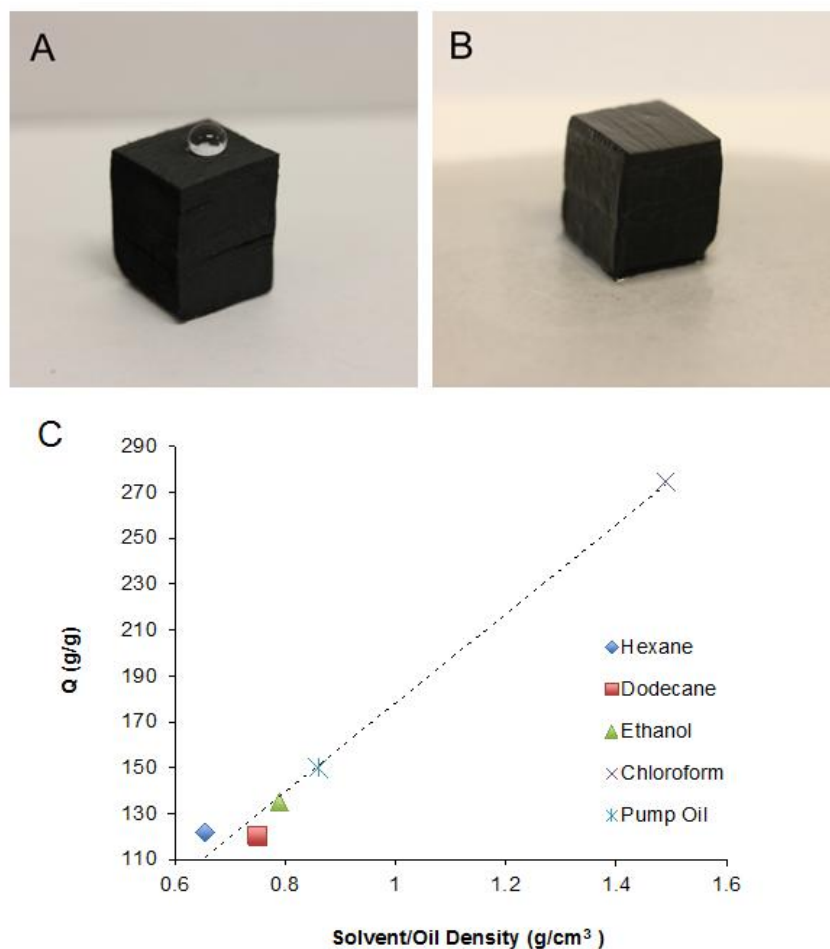 A
B
C
290
270
250
230
210
190
170
150
130
110
Q (g/g)
Hexane
Dodecane
Ethanol
Chloroform
Pump Oil
0.6 0.8 1 1.2 1.4 1.6
Solvent/Oil Density (g/cm³)